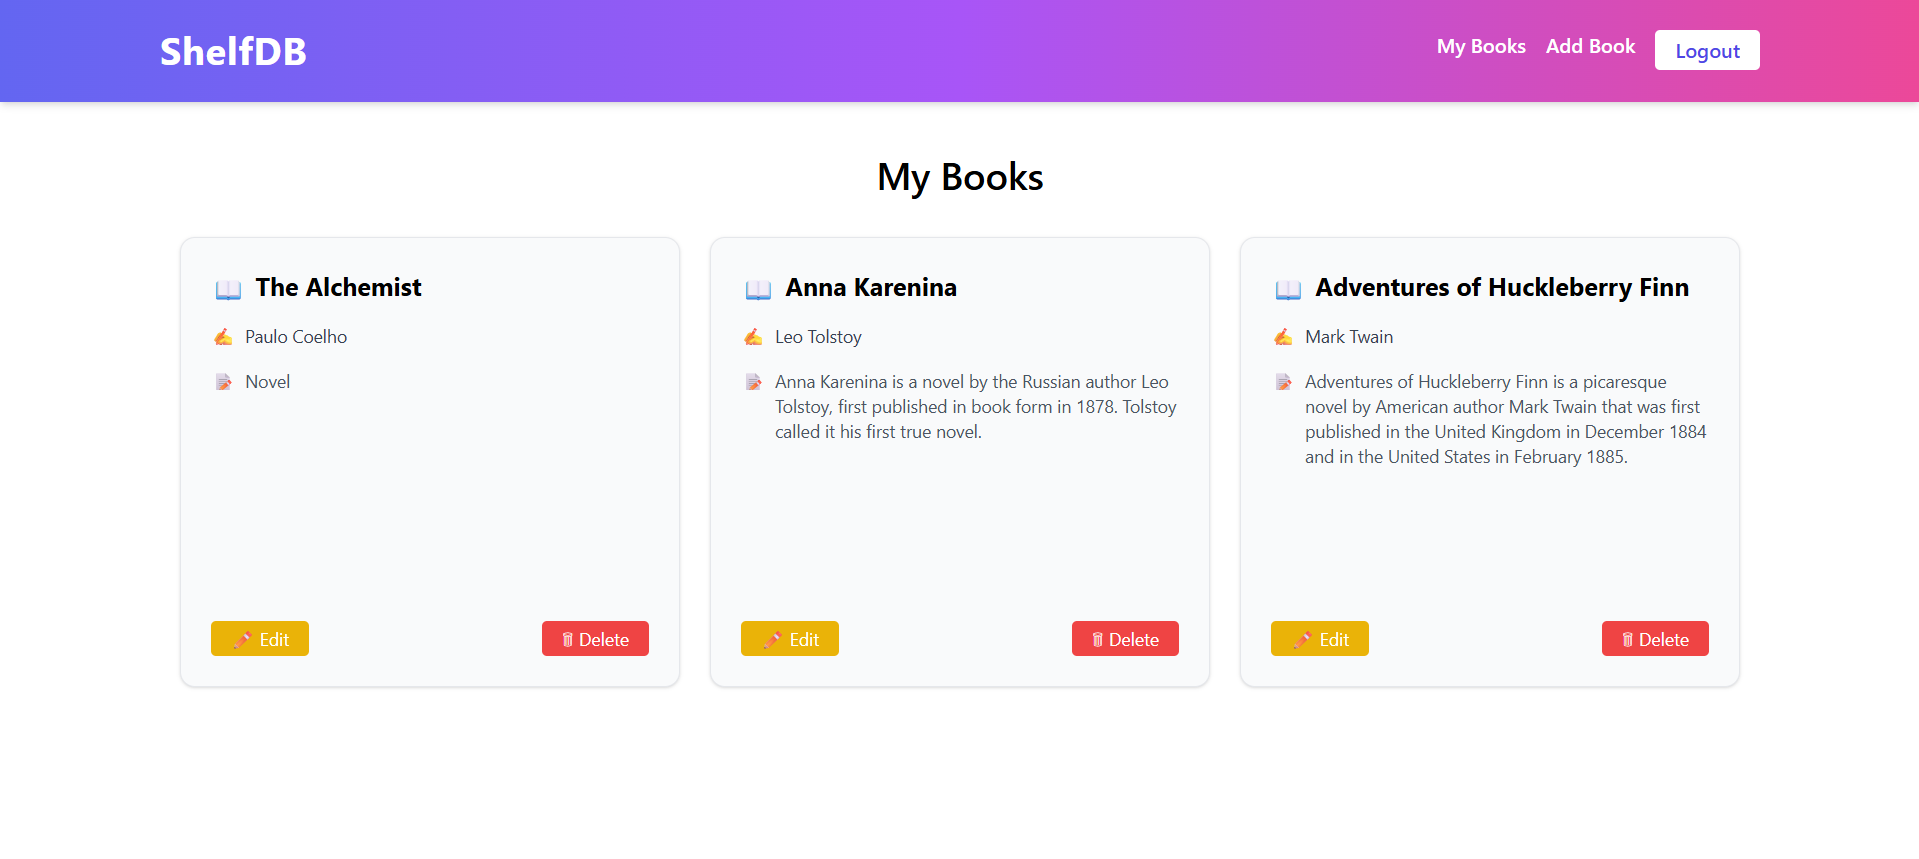 ShelfDB
My Books
Add Book
Logout
My Books
The Alchemist
Paulo Coelho
Novel
Edit
Delete
Anna Karenina
Leo Tolstoy
Anna Karenina is a novel by the Russian author Leo
Tolstoy, first published in book form in 1878. Tolstoy
called it his first true novel.
Edit
Delete
Adventures of Huckleberry Finn
Mark Twain
Adventures of Huckleberry Finn is a picaresque
novel by American author Mark Twain that was first
published in the United Kingdom in December 1884
and in the United States in February 1885.
Edit
Delete